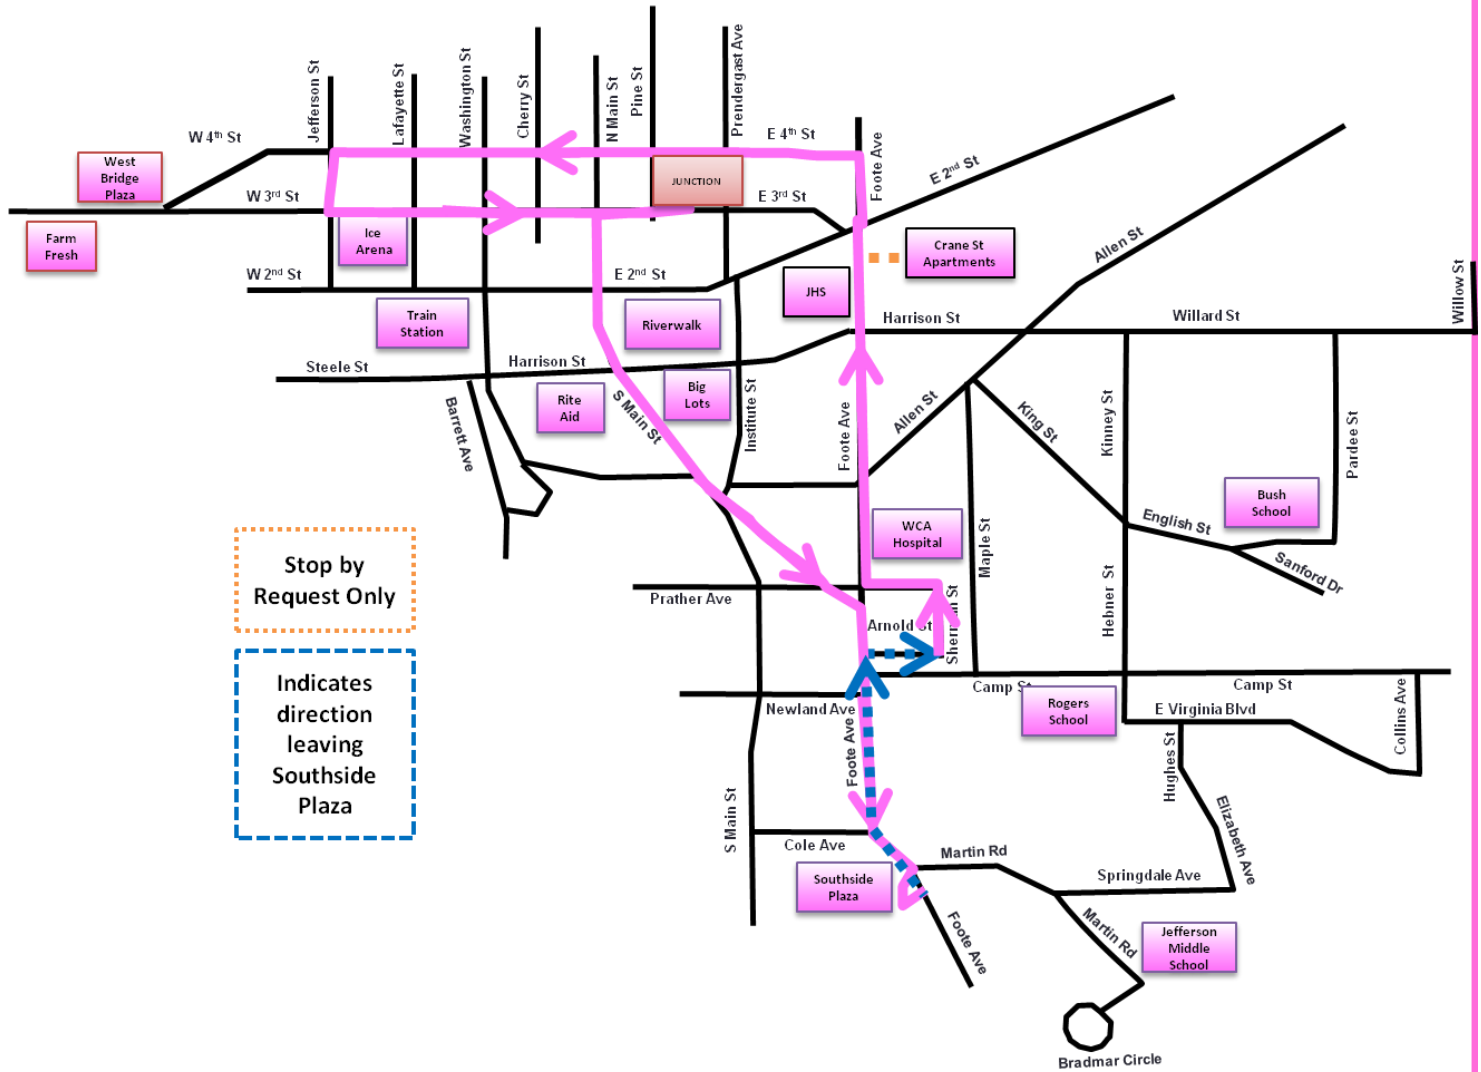 Jefferson St
Lafayette St
Washington St
Cherry St
N Main St
Pine St
Prendergast Ave
W 4th St
E 4th St
Foote Ave
E 2nd St
West
Bridge
Plaza
JUNCTION
W 3rd St
E 3rd St
Farm
Fresh
Ice
Arena
Crane St
Apartments
Allen St
W 2nd St
E 2nd St
JHS
Willow St
Train
Station
Riverwalk
Harrison St
Willard St
Steele St
Harrison St
Rite
Aid
Big
Lots
S Main St
Barrett Ave
Institute St
Foote Ave
Allen St
King St
Kinney St
Pardee St
Bush
School
English St
Sanford Dr
WCA
Hospital
Maple St
Stop by
Request Only
Prather Ave
Arnold St
Sherman St
Hebner St
Indicates
direction
leaving
Southside
Plaza
Camp St
Camp St
Rogers
School
Newland Ave
E Virginia Blvd
Collins Ave
Foote Ave
Hughes St
Elizabeth Ave
S Main St
Cole Ave
Martin Rd
Springdale Ave
Southside
Plaza
Foote Ave
Martin Rd
Jefferson
Middle
School
Bradmar Circle